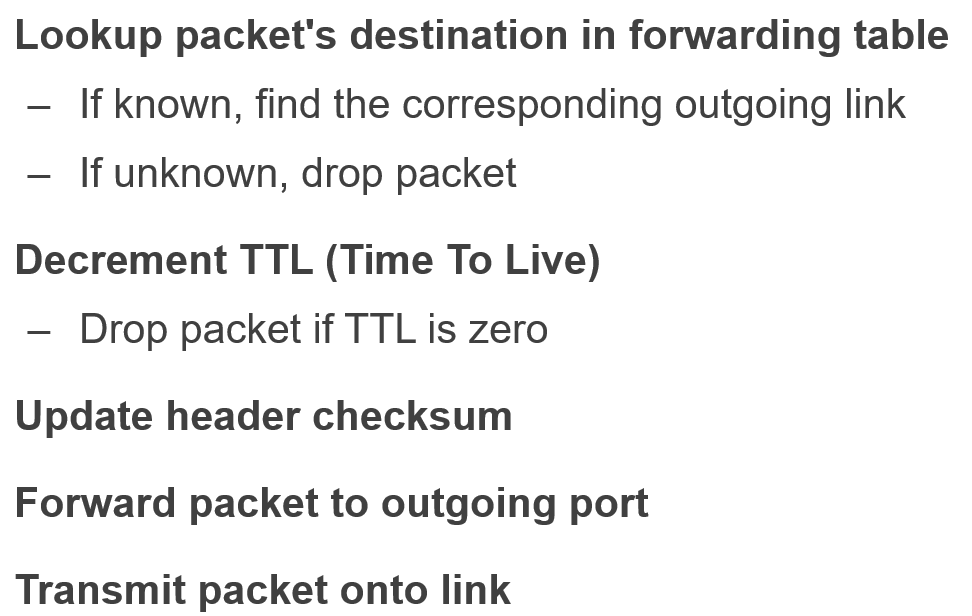 Lookup packet's destination in forwarding table
– If known, find the corresponding outgoing link
– If unknown, drop packet
Decrement TTL (Time To Live)
– Drop packet if TTL is zero
Update header checksum
Forward packet to outgoing port
Transmit packet onto link